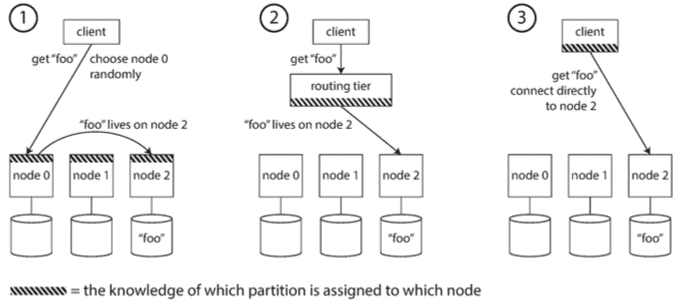 1
client
get “foo”
choose node 0
randomly
“foo” lives on node 2
node 0
node 1
node 2
“foo”
2
client
get “foo”
routing tier
“foo” lives on node 2
node 0
node 1
node 2
“foo”
3
client
get “foo”
connect directly
to node 2
node 0
node 1
node 2
“foo”
= the knowledge of which partition is assigned to which node